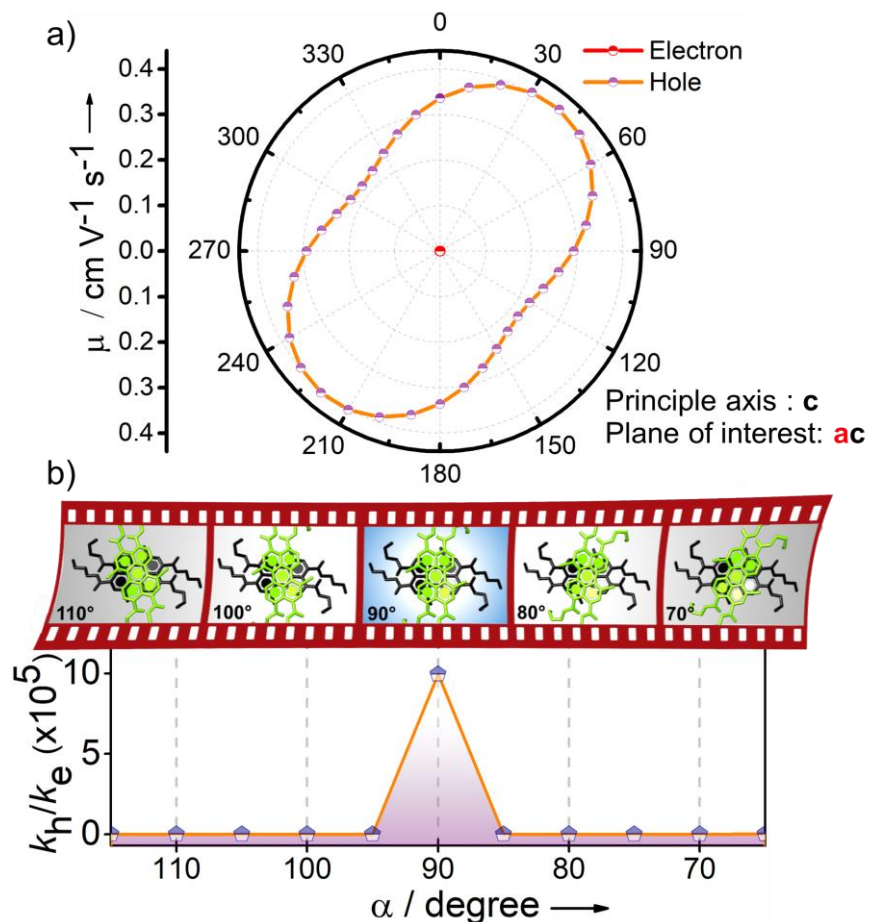 a)
0
30
60
90
120
150
180
210
240
270
300
330
Electron
Hole
0.4
0.3
0.2
0.1
0.0
0.1
0.2
0.3
0.4
μ / cm V⁻¹ s⁻¹ →
Principle axis : c
Plane of interest: ac
b)
110° 100° 90° 80° 70°
10
5
0
kh/ke (x10⁵)
110 100 90 80 70
α / degree →